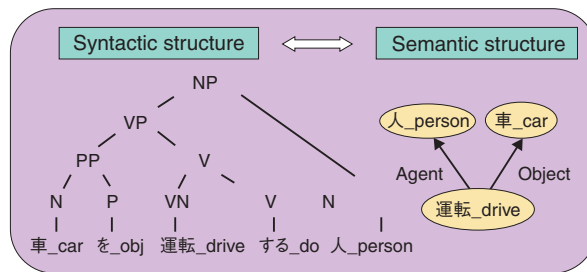 Syntactic structure
Semantic structure
NP
VP
PP
V
N
P
VN
V
N
車_car
を_obj
運転_drive
する_do
人_person
人_person
車_car
Agent
Object
運転_drive